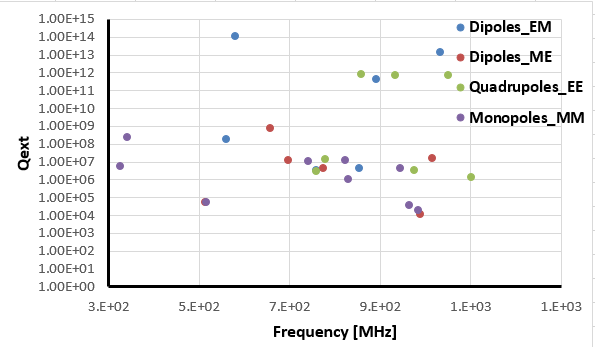 1.00E+15
1.00E+14
1.00E+13
1.00E+12
1.00E+11
1.00E+10
1.00E+09
1.00E+08
1.00E+07
1.00E+06
1.00E+05
1.00E+04
1.00E+03
1.00E+02
1.00E+01
1.00E+00
Qext
Dipoles_EM
Dipoles_ME
Quadrupoles_EE
Monopoles_MM
3.E+02 5.E+02 7.E+02 9.E+02 1.E+03 1.E+03
Frequency [MHz]